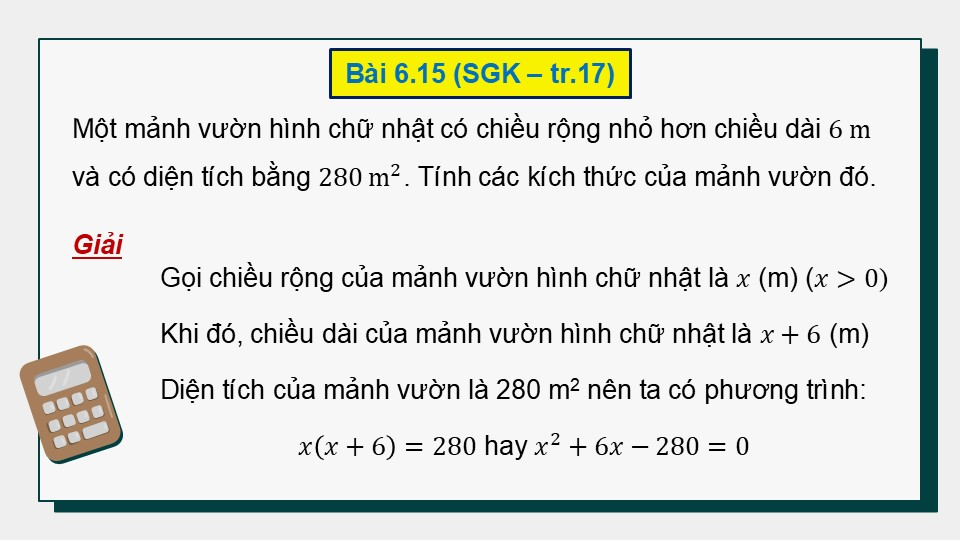 Bài 6.15 (SGK – tr.17)
Một mảnh vườn hình chữ nhật có chiều rộng nhỏ hơn chiều dài 6 m
và có diện tích bằng 280 m². Tính các kích thức của mảnh vườn đó.
Giải
Gọi chiều rộng của mảnh vườn hình chữ nhật là 𝑥 (m) (𝑥 > 0)
Khi đó, chiều dài của mảnh vườn hình chữ nhật là 𝑥 + 6 (m)
Diện tích của mảnh vườn là 280 m² nên ta có phương trình:
𝑥(𝑥 + 6) = 280 hay 𝑥² + 6𝑥 − 280 = 0